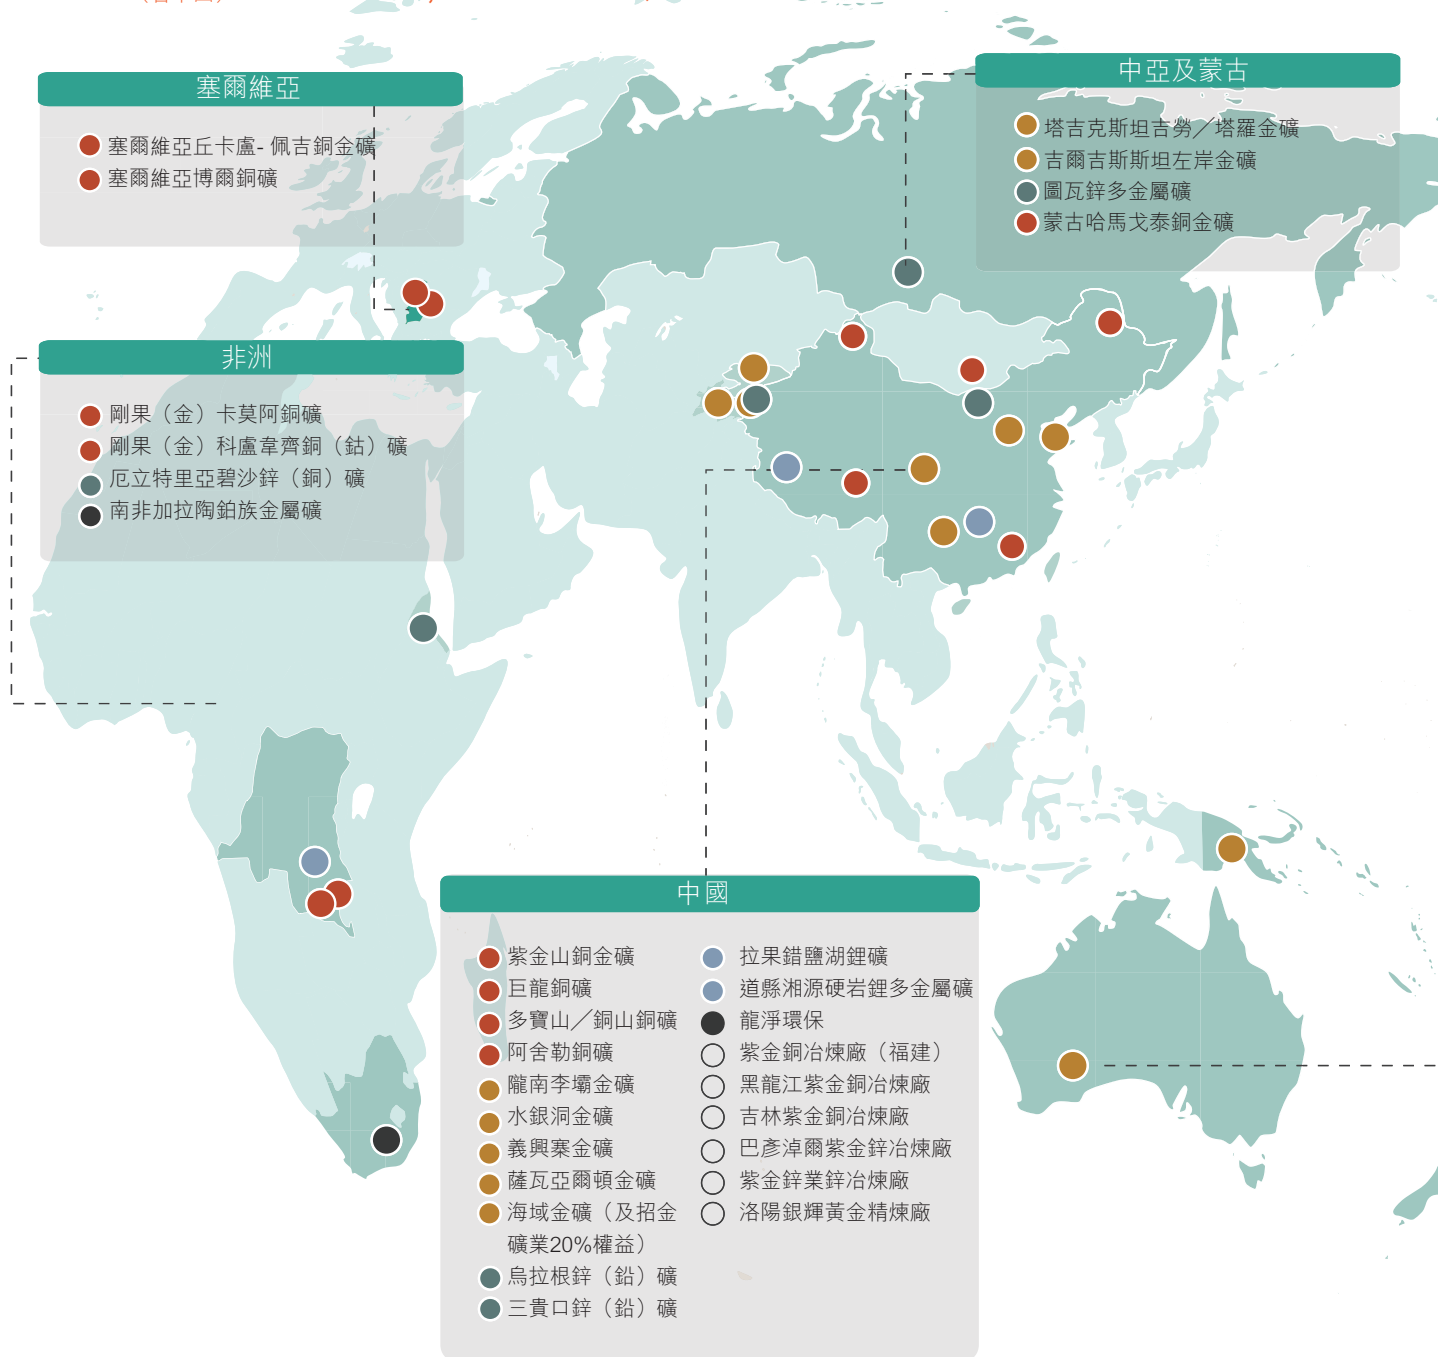 塞爾維亞
塞爾維亞丘卡盧- 佩吉銅金礦
塞爾維亞博爾銅礦
中亞及蒙古
塔吉克斯坦吉勞／塔羅金礦
吉爾吉斯斯坦左岸金礦
圖瓦鋅多金屬礦
蒙古哈馬戈泰銅金礦
非洲
剛果（金）卡莫阿銅礦
剛果（金）科盧韋齊銅（鈷）礦
厄立特里亞碧沙鋅（銅）礦
南非加拉陶鉑族金屬礦
中國
紫金山銅金礦
巨龍銅礦
多寶山／銅山銅礦
阿舍勒銅礦
隴南李壩金礦
水銀洞金礦
義興寨金礦
薩瓦亞爾頓金礦
海域金礦（及招金
礦業20%權益）
烏拉根鋅（鉛）礦
三貴口鋅（鉛）礦
拉果錯鹽湖鋰礦
道縣湘源硬岩鋰多金屬礦
龍淨環保
紫金銅冶煉廠（福建）
黑龍江紫金銅冶煉廠
吉林紫金銅冶煉廠
巴彥淖爾紫金鋅冶煉廠
紫金鋅業鋅冶煉廠
洛陽銀輝黃金精煉廠